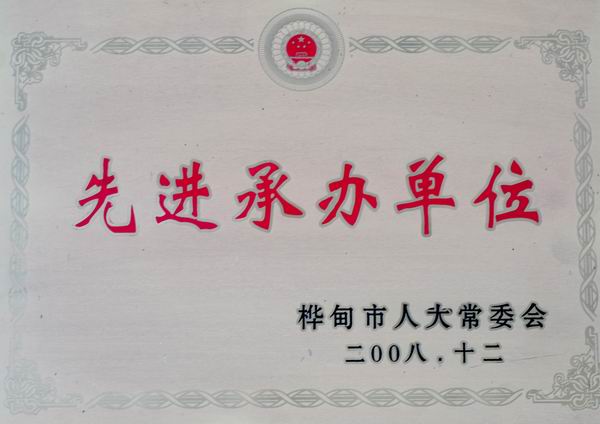 先进承办单位
桦甸市人大常委会
二00八.十二